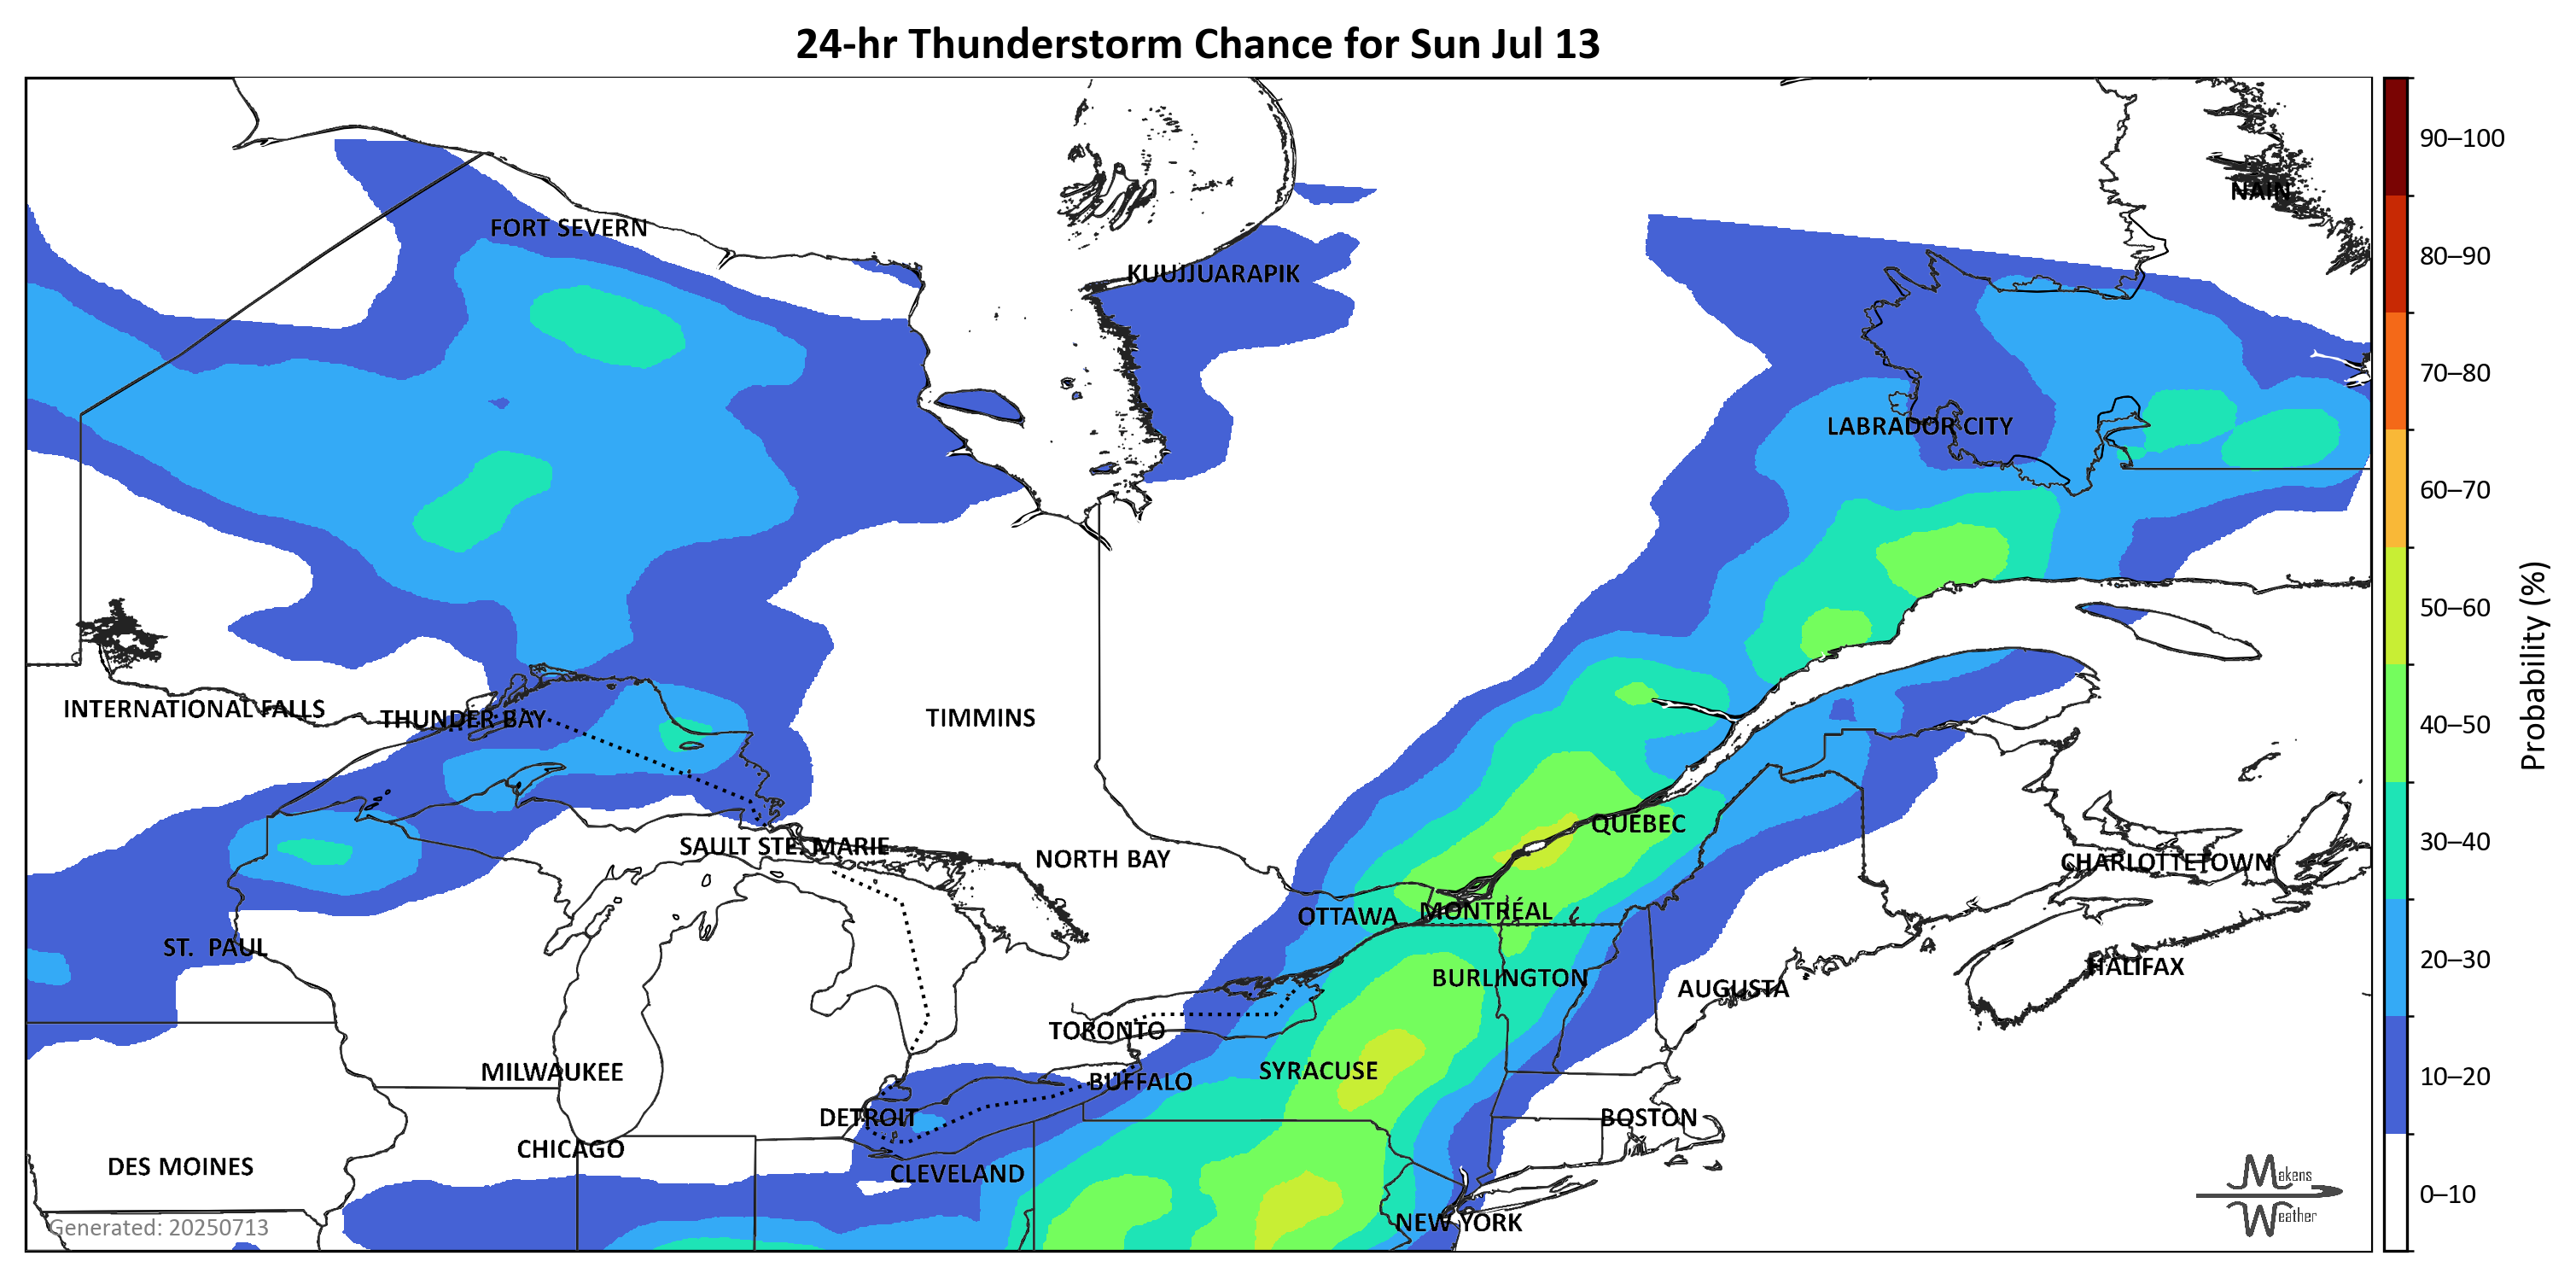 24-hr Thunderstorm Chance for Sun Jul 13
90–100
NAIN
FORT SEVERN
80–90
KUUJJUARAPIK
70–80
LABRADOR CITY
60–70
50–60
Probability (%)
INTERNATIONAL FALLS
THUNDER BAY
TIMMINS
40–50
QUEBEC
SAULT STE. MARIE
NORTH BAY
CHARLOTTETOWN
30–40
OTTAWA
MONTRÉAL
ST. PAUL
BURLINGTON
AUGUSTA
HALIFAX
20–30
TORONTO
MILWAUKEE
BUFFALO
SYRACUSE
10–20
DETROIT
BOSTON
CHICAGO
DES MOINES
CLEVELAND
Makens
Weather
0–10
NEW YORK
Generated: 20250713